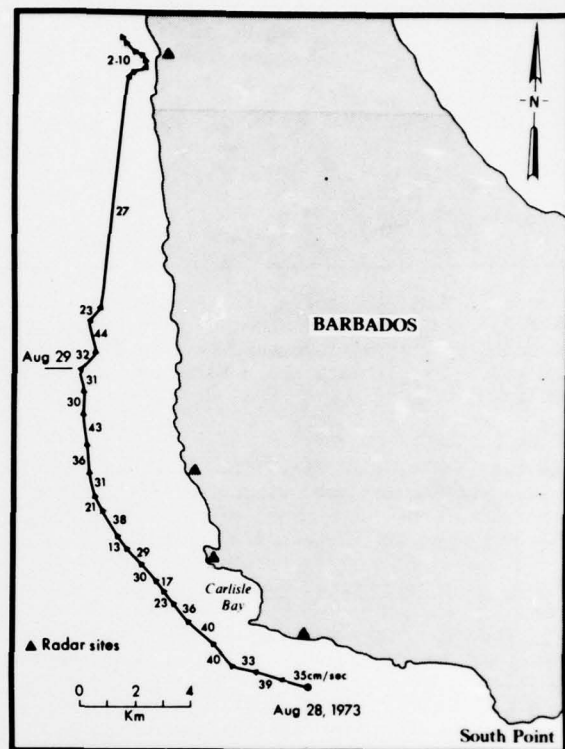 2-10
N
27
23
44
BARBADOS
Aug 29
32
31
30
43
36
31
21
38
13
29
30
17
23
Carlisle
Bay
36
40
Radar sites
40
33
35cm/sec
39
0 2 4
Km
Aug 28, 1973
South Point